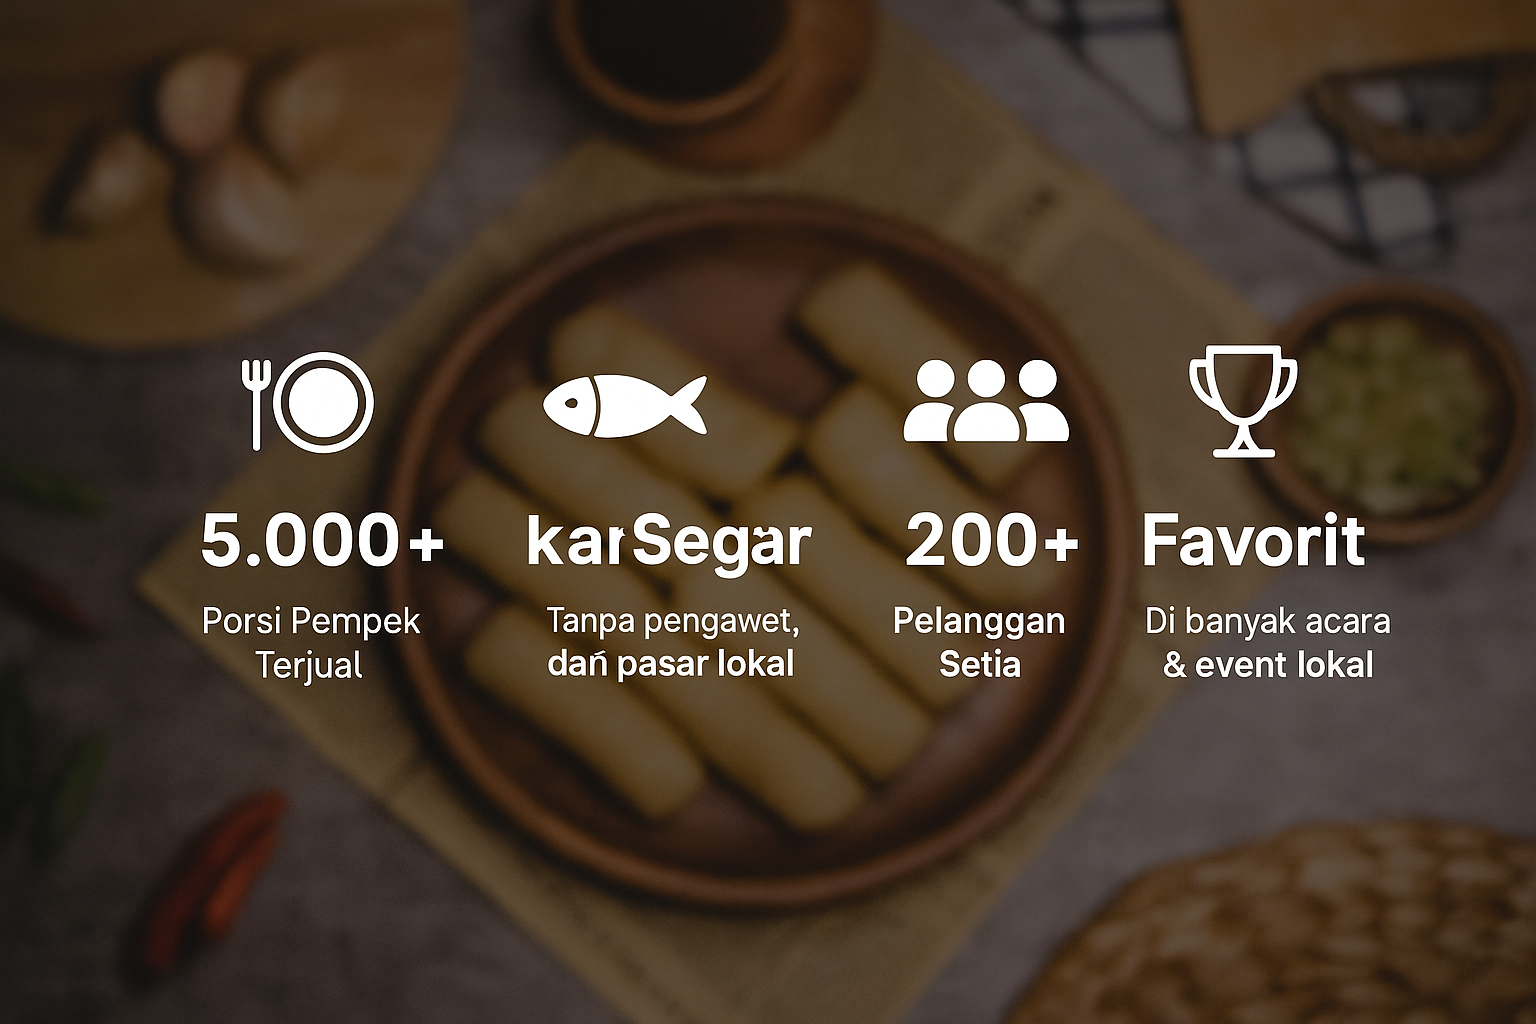 5.000+
Porsi Pempek
Terjual
karSegar
Tanpa pengawet,
dań pasar lokal
200+
Pelanggan
Setia
Favorit
Di banyak acara
& event lokal